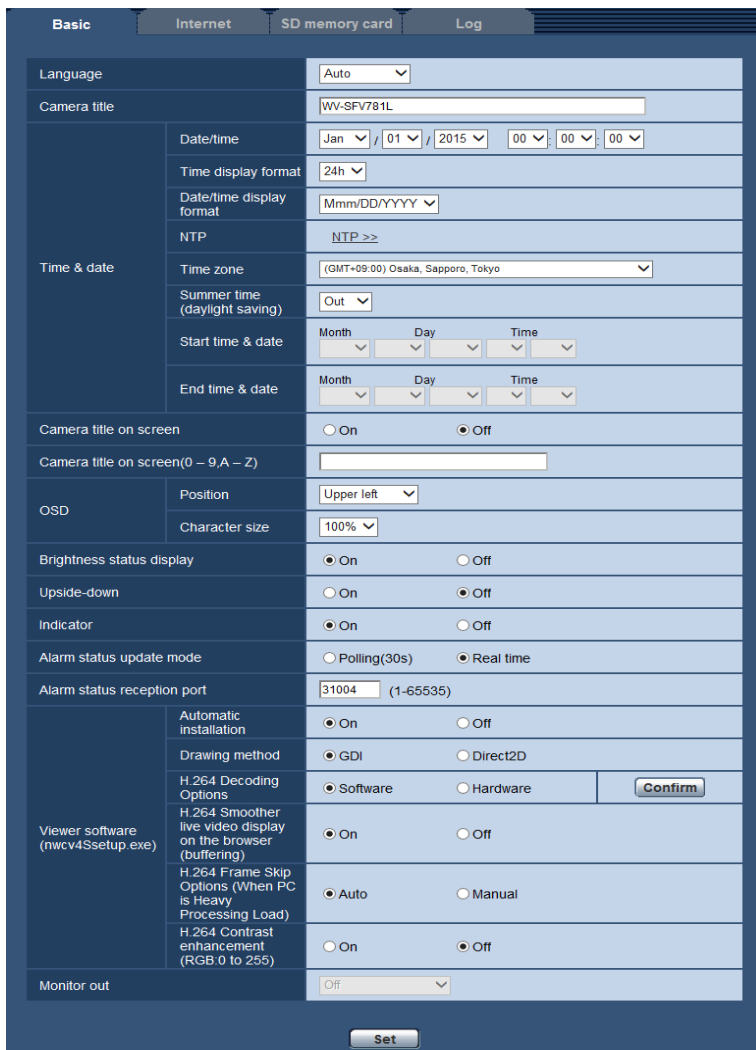 Basic Internet SD memory card Log
Language Auto
Camera title WV-SFV781L
Time & date
Date/time Jan / 01 / 2015 00 : 00 : 00
Time display format 24h
Date/time display
format
Mmm/DD/YYYY
NTP NTP >>
Time zone (GMT+09:00) Osaka, Sapporo, Tokyo
Summer time
(daylight saving)
Out
Start time & date
Month Day Time
End time & date
Month Day Time
Camera title on screen On Off
Camera title on screen(0 – 9,A – Z)
OSD
Position Upper left
Character size 100%
Brightness status display On Off
Upside-down On Off
Indicator On Off
Alarm status update mode Polling(30s) Real time
Alarm status reception port 31004 (1-65535)
Viewer software
(nwcv4Ssetup.exe)
Automatic
installation
On Off
Drawing method GDI Direct2D
H.264 Decoding
Options
Software Hardware Confirm
H.264 Smoother
live video display
on the browser
(buffering)
On Off
H.264 Frame Skip
Options (When PC
is Heavy
Processing Load)
Auto Manual
H.264 Contrast
enhancement
(RGB:0 to 255)
On Off
Monitor out Off
Set